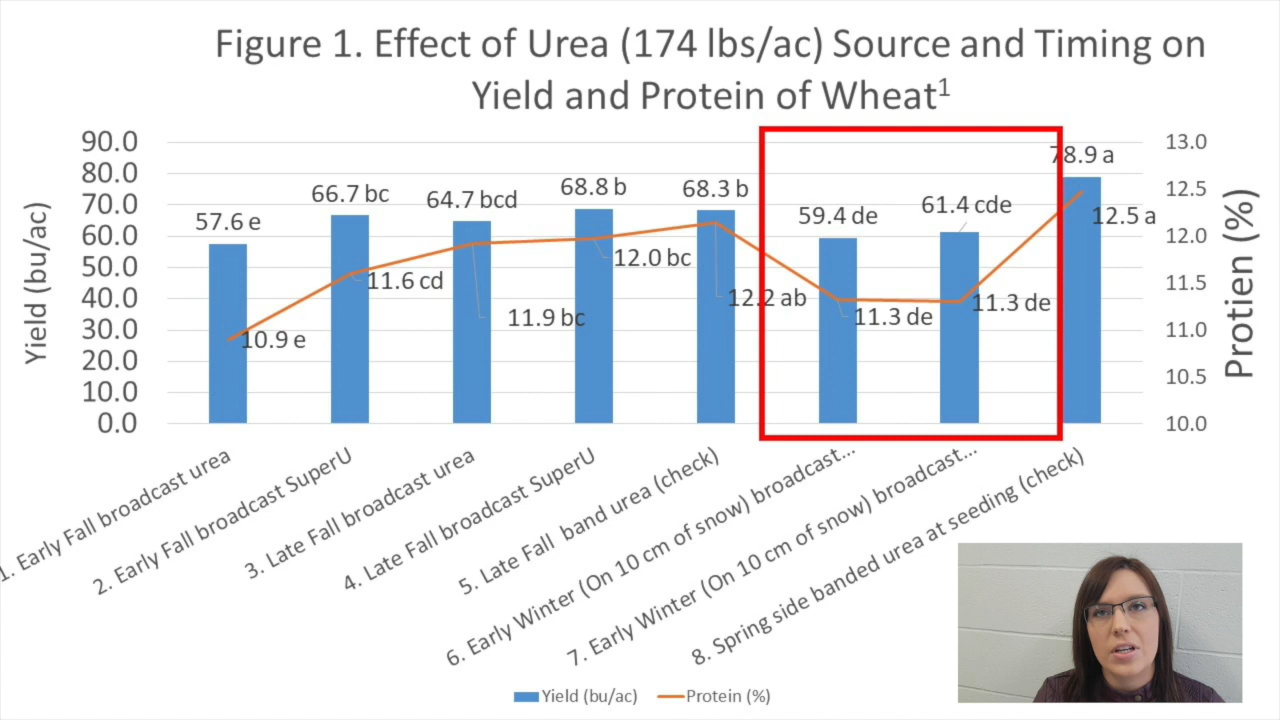 Figure 1. Effect of Urea (174 lbs/ac) Source and Timing on
Yield and Protein of Wheat¹
90.0
80.0
70.0
60.0
50.0
40.0
30.0
20.0
10.0
0.0
Yield (bu/ac)
57.6 e
66.7 bc
64.7 bcd
68.8 b
68.3 b
59.4 de
61.4 cde
78.9 a
10.9 e
11.6 cd
11.9 bc
12.0 bc
12.2 ab
11.3 de
11.3 de
12.5 a
13.0
12.5
12.0
11.5
11.0
10.5
10.0
Protien (%)
1. Early Fall broadcast urea
2. Early Fall broadcast SuperU
3. Late Fall broadcast urea
4. Late Fall broadcast SuperU
5. Late Fall band urea (check)
6. Early Winter (On 10 cm of snow) broadcast...
7. Early Winter (On 10 cm of snow) broadcast...
8. Spring side banded urea at seeding (check)
Yield (bu/ac)
Protein (%)